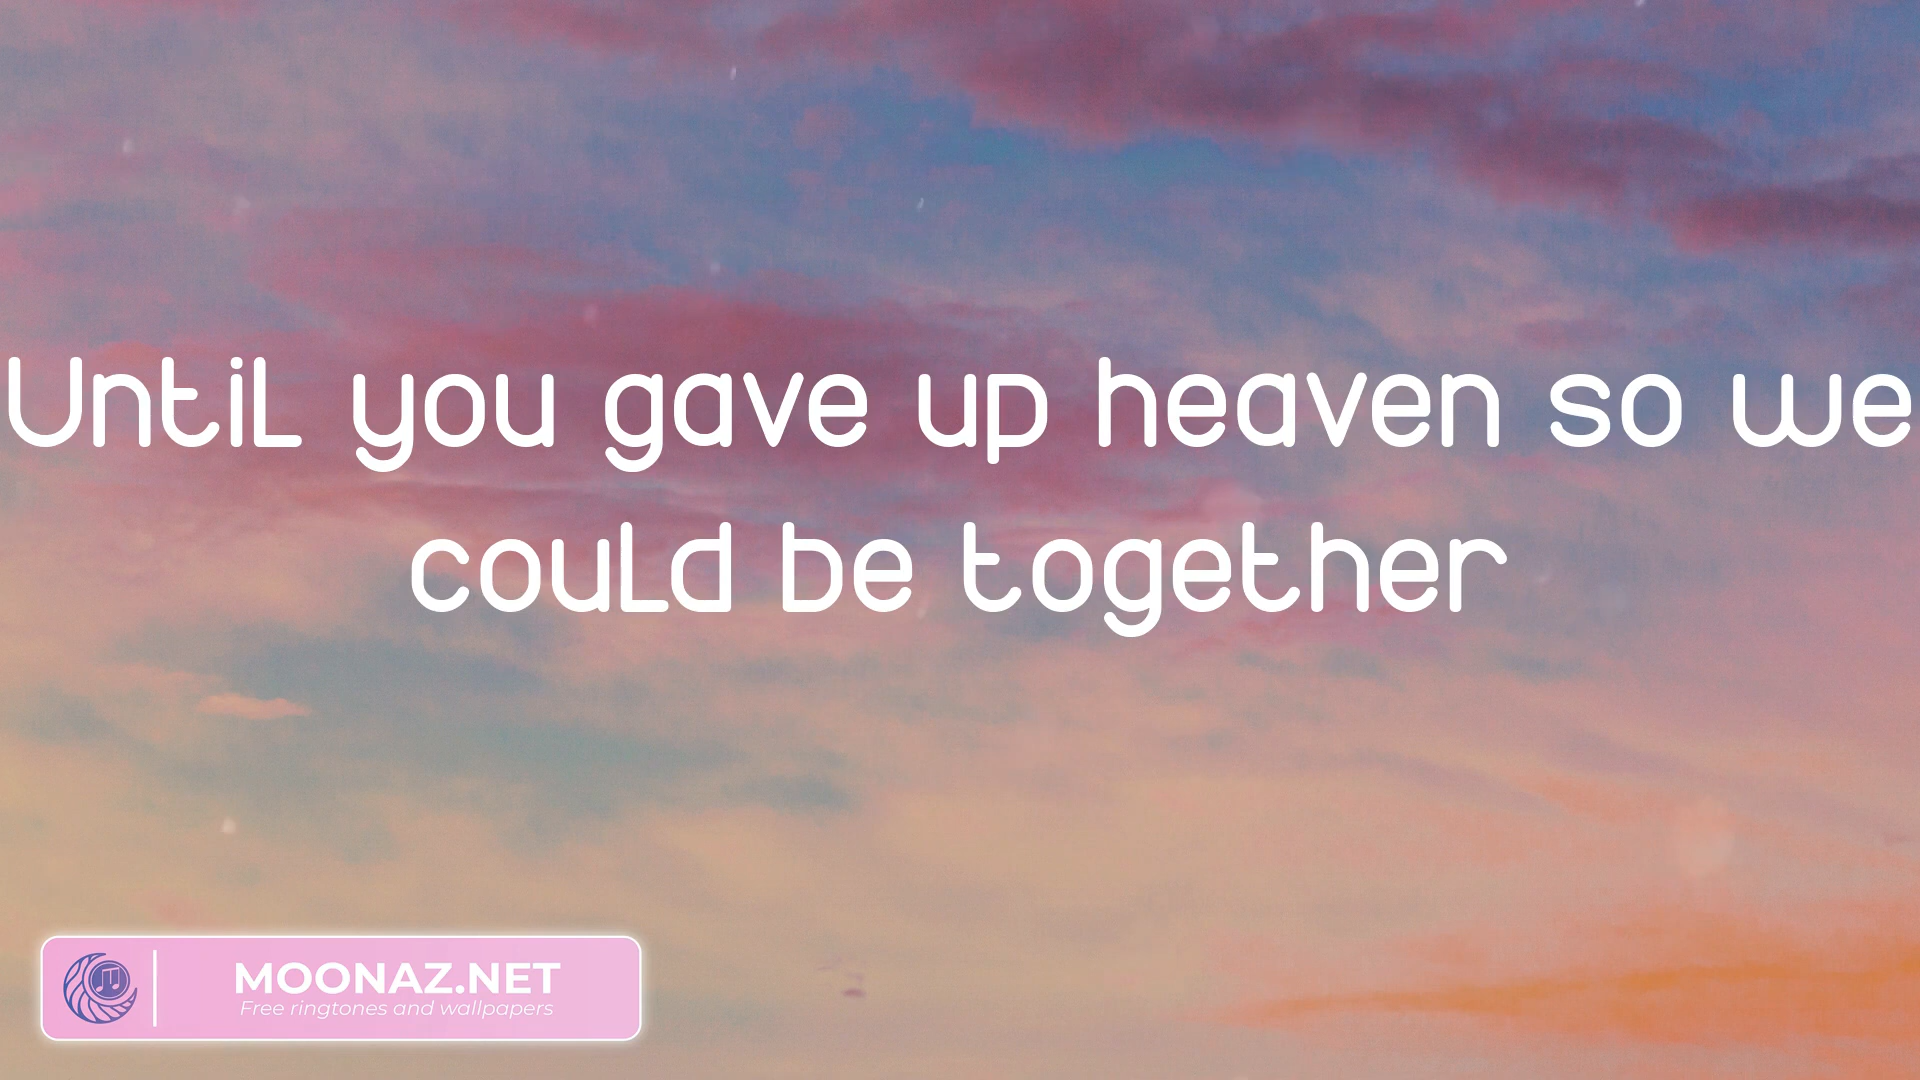 Until you gave up heaven so we
could be together
MOONAZ.NET
Free ringtones and wallpapers